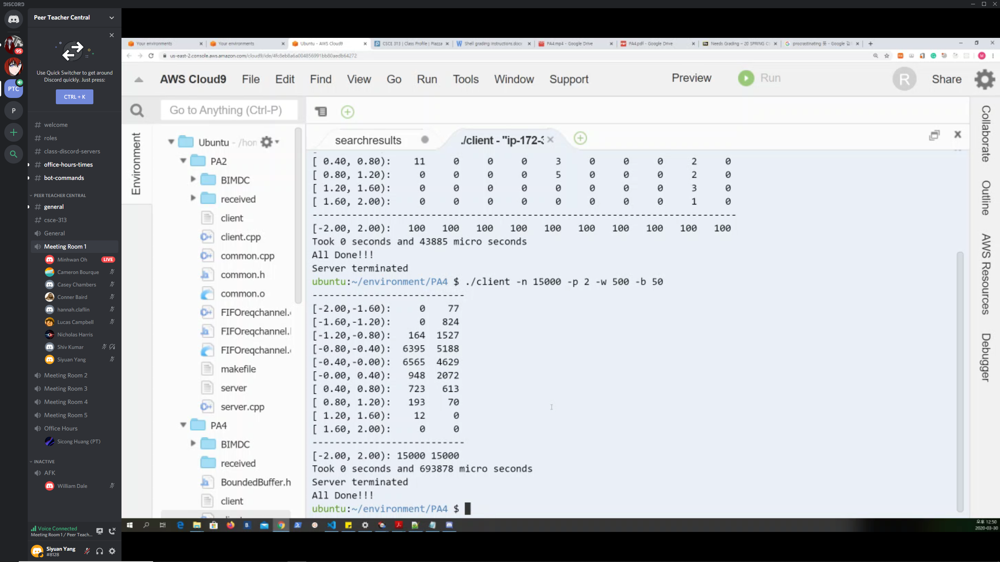 DISCORD
Peer Teacher Central
Use Quick Switcher to get around
Discord quickly. Just press:
CTRL + K
95
PTC
P
welcome
roles
class-discord-servers
office-hours-times
bot-commands
PEER TEACHER CENTRAL
general
csce-313
General
Meeting Room 1
Minhwan Oh LIVE
Cameron Bourque
Casey Chambers
Conner Baird
hannah.claflin
Lucas Campbell
Nicholas Harris
Shiv Kumar
Siyuan Yang
Meeting Room 2
Meeting Room 3
Meeting Room 4
Meeting Room 5
Office Hours
Sicong Huang (PT)
INACTIVE
AFK
William Dale
Voice Connected
Meeting Room 1 / Peer Teach...
Siyuan Yang
#8128
Your environments
Your environments
Ubuntu - AWS Cloud9
CSCE 313 | Class Profile | Piazza
Shell grading instructions.docx
PA4.mp4 - Google Drive
PA4.pdf - Google Drive
Needs Grading – 20 SPRING CS
procrastinating 뜻 - Google
us-east-2.console.aws.amazon.com/cloud9/ide/4fc8eb8a6a004856991bb80aedb64272
M
AWS Cloud9 File Edit Find View Go Run Tools Window Support Preview Run R Share
Go to Anything (Ctrl-P)
Environment
Ubuntu - /hon
PA2
BIMDC
received
client
client.cpp
common.cpp
common.h
common.o
FIFOreqchannel.
FIFOreqchannel.
FIFOreqchannel.
makefile
server
server.cpp
PA4
BIMDC
received
BoundedBuffer.h
client
searchresults
./client - "ip-172-3
[ 0.40, 0.80): 11 0 0 0 3 0 0 0 2 0
[ 0.80, 1.20): 0 0 0 0 5 0 0 0 2 0
[ 1.20, 1.60): 0 0 0 0 0 0 0 0 3 0
[ 1.60, 2.00): 0 0 0 0 0 0 0 0 1 0
---------------------------------------------------------------------------
[-2.00, 2.00): 100 100 100 100 100 100 100 100 100 100
Took 0 seconds and 43885 micro seconds
All Done!!!
Server terminated
ubuntu:~/environment/PA4 $ ./client -n 15000 -p 2 -w 500 -b 50
---------------------------
[-2.00,-1.60): 0 77
[-1.60,-1.20): 0 824
[-1.20,-0.80): 164 1527
[-0.80,-0.40): 6395 5188
[-0.40,-0.00): 6565 4629
[-0.00, 0.40): 948 2072
[ 0.40, 0.80): 723 613
[ 0.80, 1.20): 193 70
[ 1.20, 1.60): 12 0
[ 1.60, 2.00): 0 0
---------------------------
[-2.00, 2.00): 15000 15000
Took 0 seconds and 693878 micro seconds
Server terminated
All Done!!!
ubuntu:~/environment/PA4 $
Collaborate
Outline
AWS Resources
Debugger
오후 12:50
2020-03-30